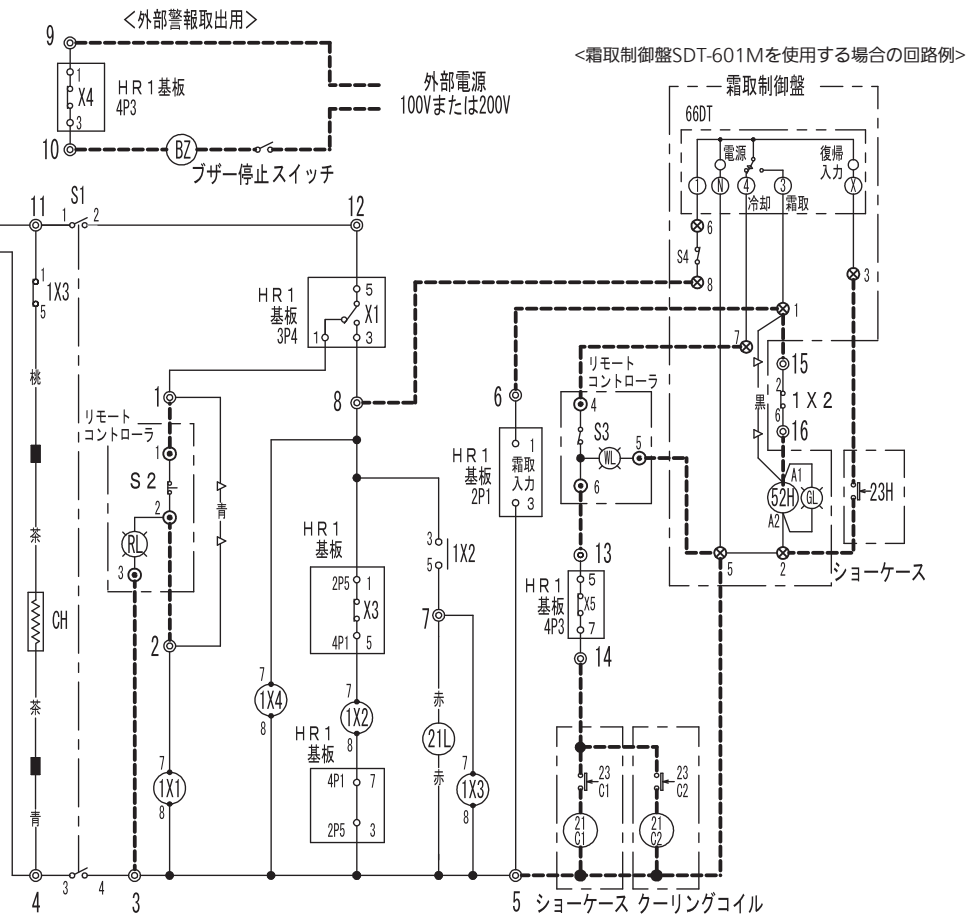 <外部警報取出用>
<霜取制御盤SDT-601Mを使用する場合の回路例>
9
1
X4
3
HR1基板
4P3
10
BZ
ブザー停止スイッチ
外部電源
100Vまたは200V
霜取制御盤
66DT
電源
復帰
入力
1
N
4
3
X
冷却
霜取
6
S4
8
3
1
7
11
S1
1
2
12
1
1X3
5
桃
茶
CH
茶
青
4
3
4
HR1
基板
3P4
5
X1
1
3
1
リモート
コントローラ
1
S2
2
RL
3
青
2
7
1X1
8
3
8
HR1
基板
2P5
1
X3
4P1
5
7
1X4
8
7
1X2
8
HR1
基板
4P1
7
2P5
3
3
1X2
5
7
赤
21L
赤
7
1X3
8
6
HR1
基板
2P1
1
霜取
入力
3
5
リモート
コントローラ
4
S3
WL
5
6
13
HR1
基板
4P3
5
X5
7
14
15
2
1X2
6
16
黒
A1
52H
GL
A2
23H
5
2
ショーケース
23
C1
21
C1
23
C2
21
C2
ショーケース
クーリングコイル